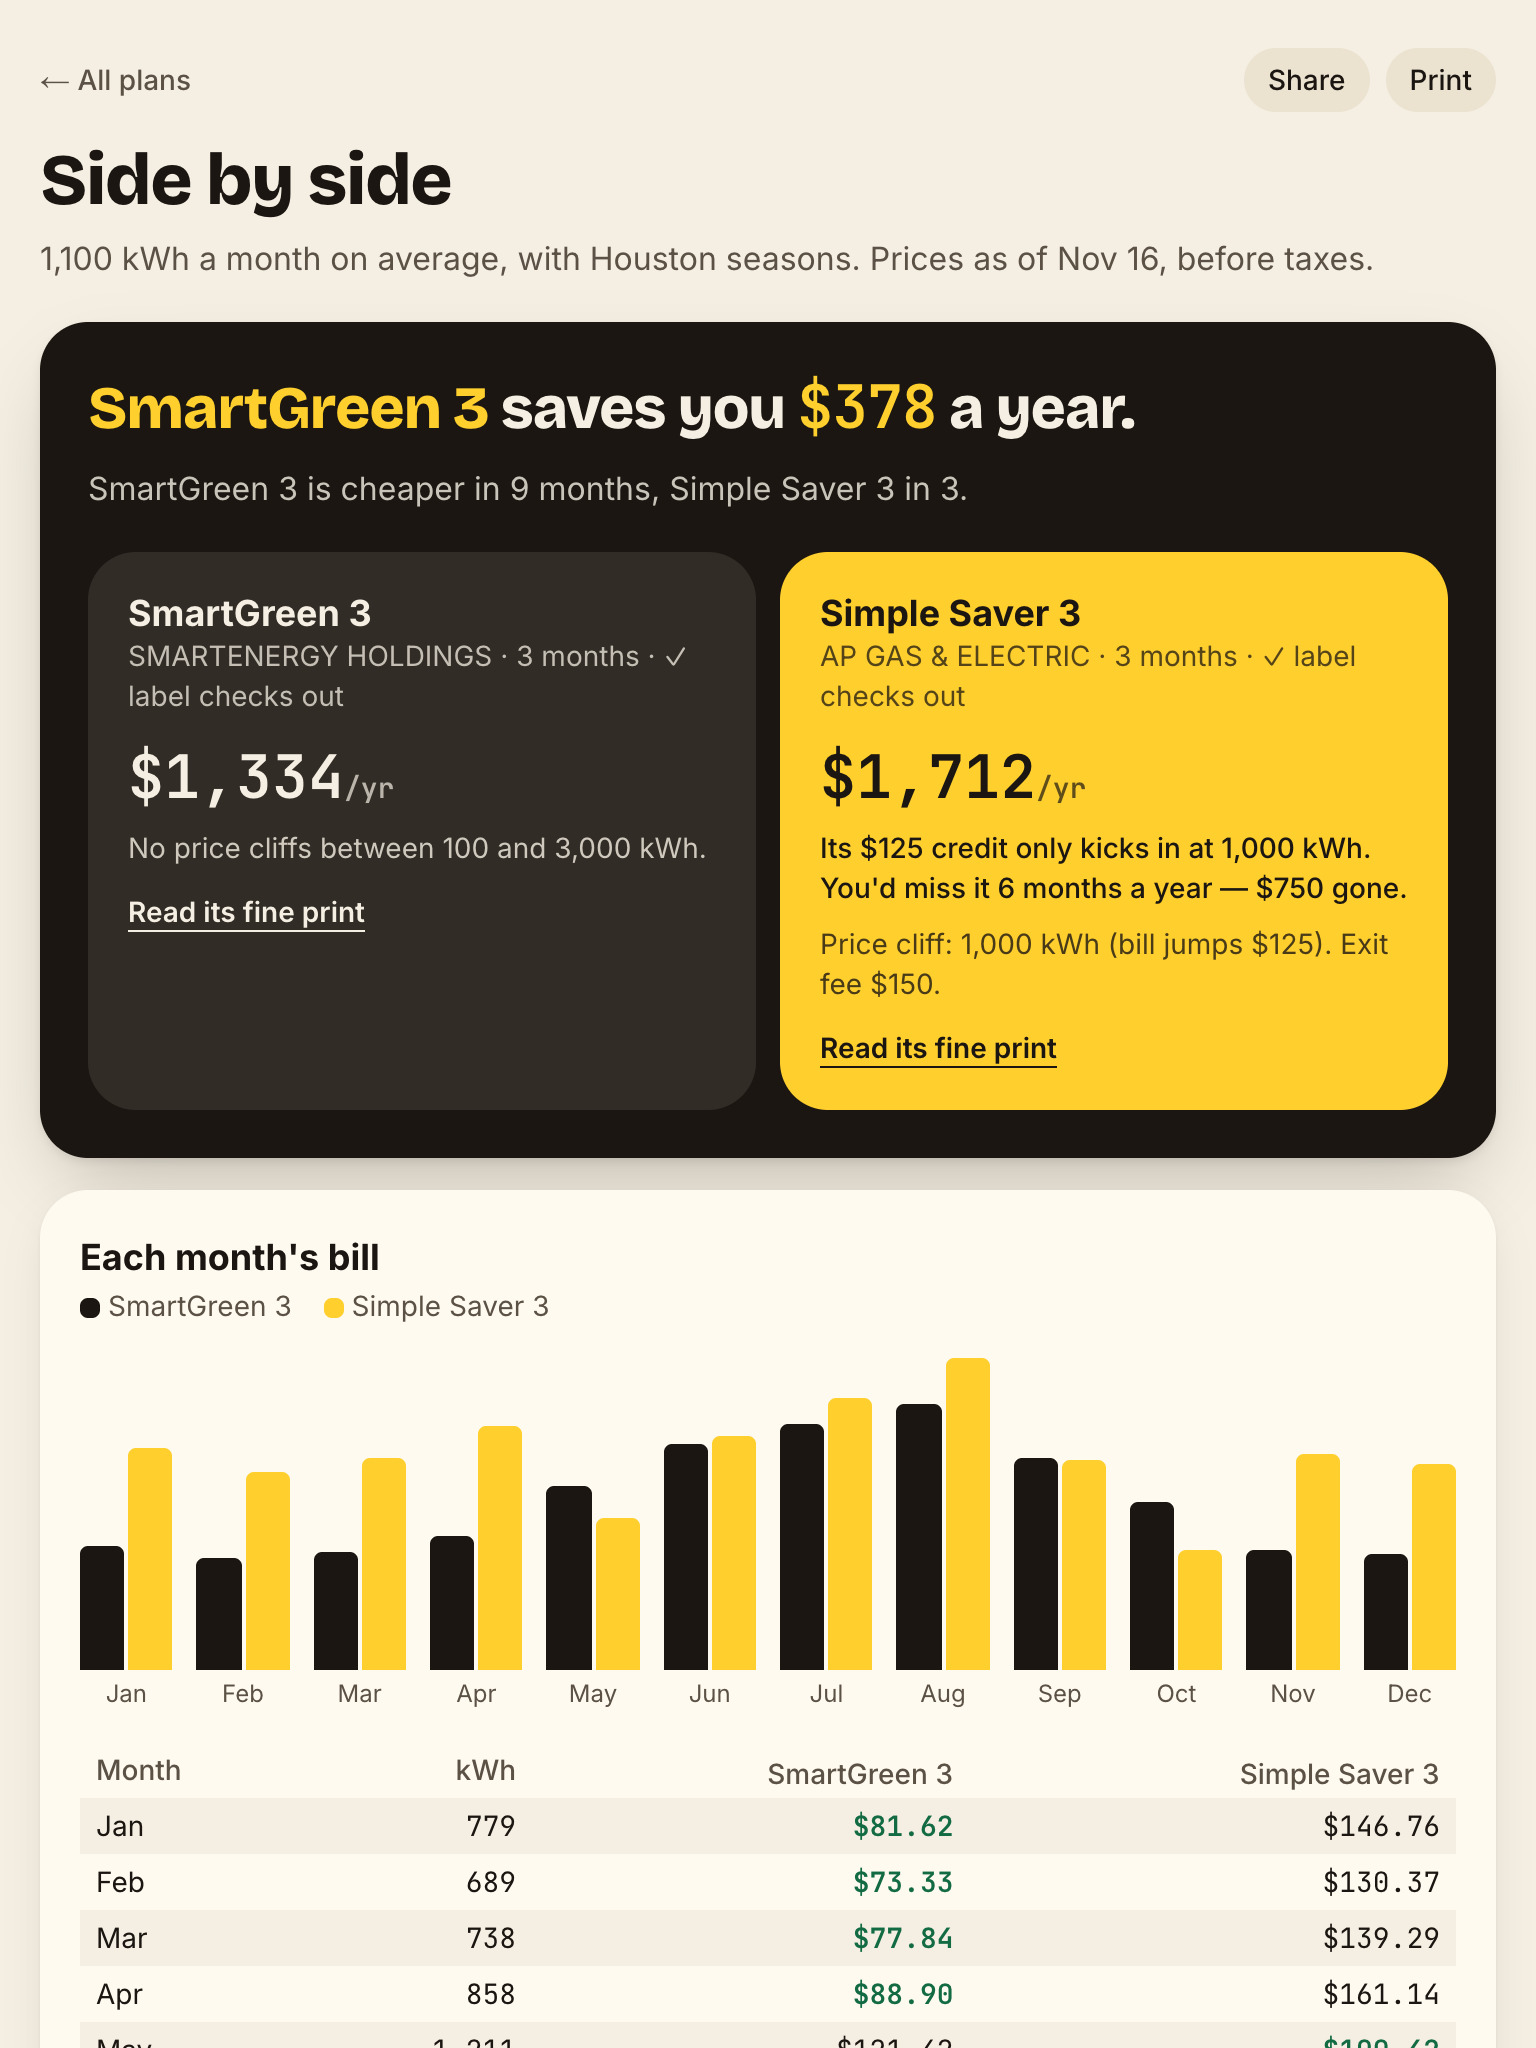 ← All plans
Share
Print
Side by side
1,100 kWh a month on average, with Houston seasons. Prices as of Nov 16, before taxes.
SmartGreen 3 saves you $378 a year.
SmartGreen 3 is cheaper in 9 months, Simple Saver 3 in 3.
SmartGreen 3
SMARTENERGY HOLDINGS · 3 months · ✓
label checks out
$1,334/yr
No price cliffs between 100 and 3,000 kWh.
Read its fine print
Simple Saver 3
AP GAS & ELECTRIC · 3 months · ✓ label
checks out
$1,712/yr
Its $125 credit only kicks in at 1,000 kWh.
You'd miss it 6 months a year — $750 gone.
Price cliff: 1,000 kWh (bill jumps $125). Exit
fee $150.
Read its fine print
Each month's bill
SmartGreen 3 Simple Saver 3
Jan Feb Mar Apr May Jun Jul Aug Sep Oct Nov Dec
Month kWh SmartGreen 3 Simple Saver 3
Jan 779 $81.62 $146.76
Feb 689 $73.33 $130.37
Mar 738 $77.84 $139.29
Apr 858 $88.90 $161.14
May